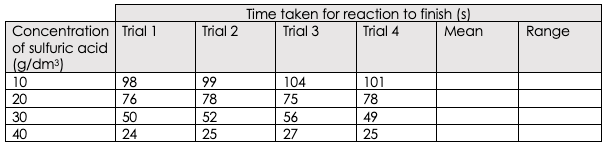 Time taken for reaction to finish (s)
Concentration of sulfuric acid (g/dm³) Trial 1 Trial 2 Trial 3 Trial 4 Mean Range
10 98 99 104 101
20 76 78 75 78
30 50 52 56 49
40 24 25 27 25